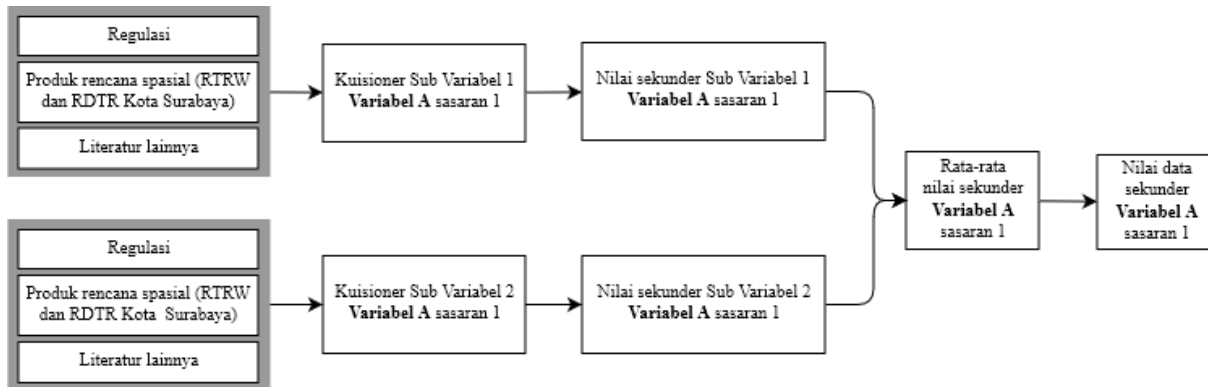 Regulasi
Produk rencana spasial (RTRW
dan RDTR Kota Surabaya)
Literatur lainnya
Kuisioner Sub Variabel 1
Variabel A sasaran 1
Nilai sekunder Sub Variabel 1
Variabel A sasaran 1
Regulasi
Produk rencana spasial (RTRW
dan RDTR Kota Surabaya)
Literatur lainnya
Kuisioner Sub Variabel 2
Variabel A sasaran 1
Nilai sekunder Sub Variabel 2
Variabel A sasaran 1
Rata-rata
nilai sekunder
Variabel A
sasaran 1
Nilai data
sekunder
Variabel A
sasaran 1